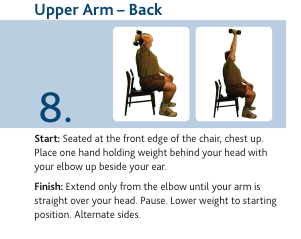 Upper Arm – Back
8.
Start: Seated at the front edge of the chair, chest up.
Place one hand holding weight behind your head with
your elbow up beside your ear.
Finish: Extend only from the elbow until your arm is
straight over your head. Pause. Lower weight to starting
position. Alternate sides.